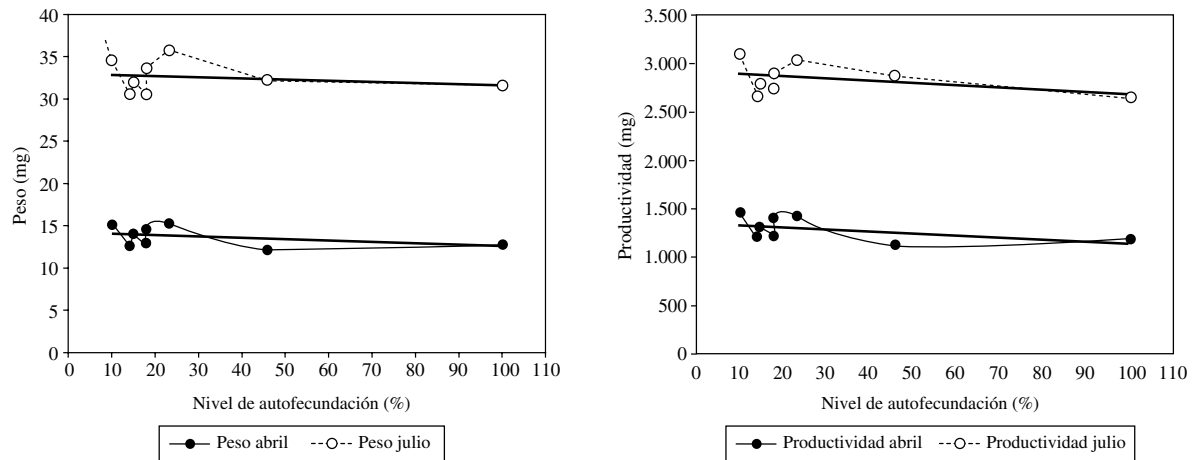 40
35
30
25
20
15
10
5
0
Peso (mg)
0 10 20 30 40 50 60 70 80 90 100 110
Nivel de autofecundación (%)
Peso abril Peso julio
3.500
3.000
2.500
2.000
1.500
1.000
500
0
Productividad (mg)
0 10 20 30 40 50 60 70 80 90 100 110
Nivel de autofecundación (%)
Productividad abril Productividad julio